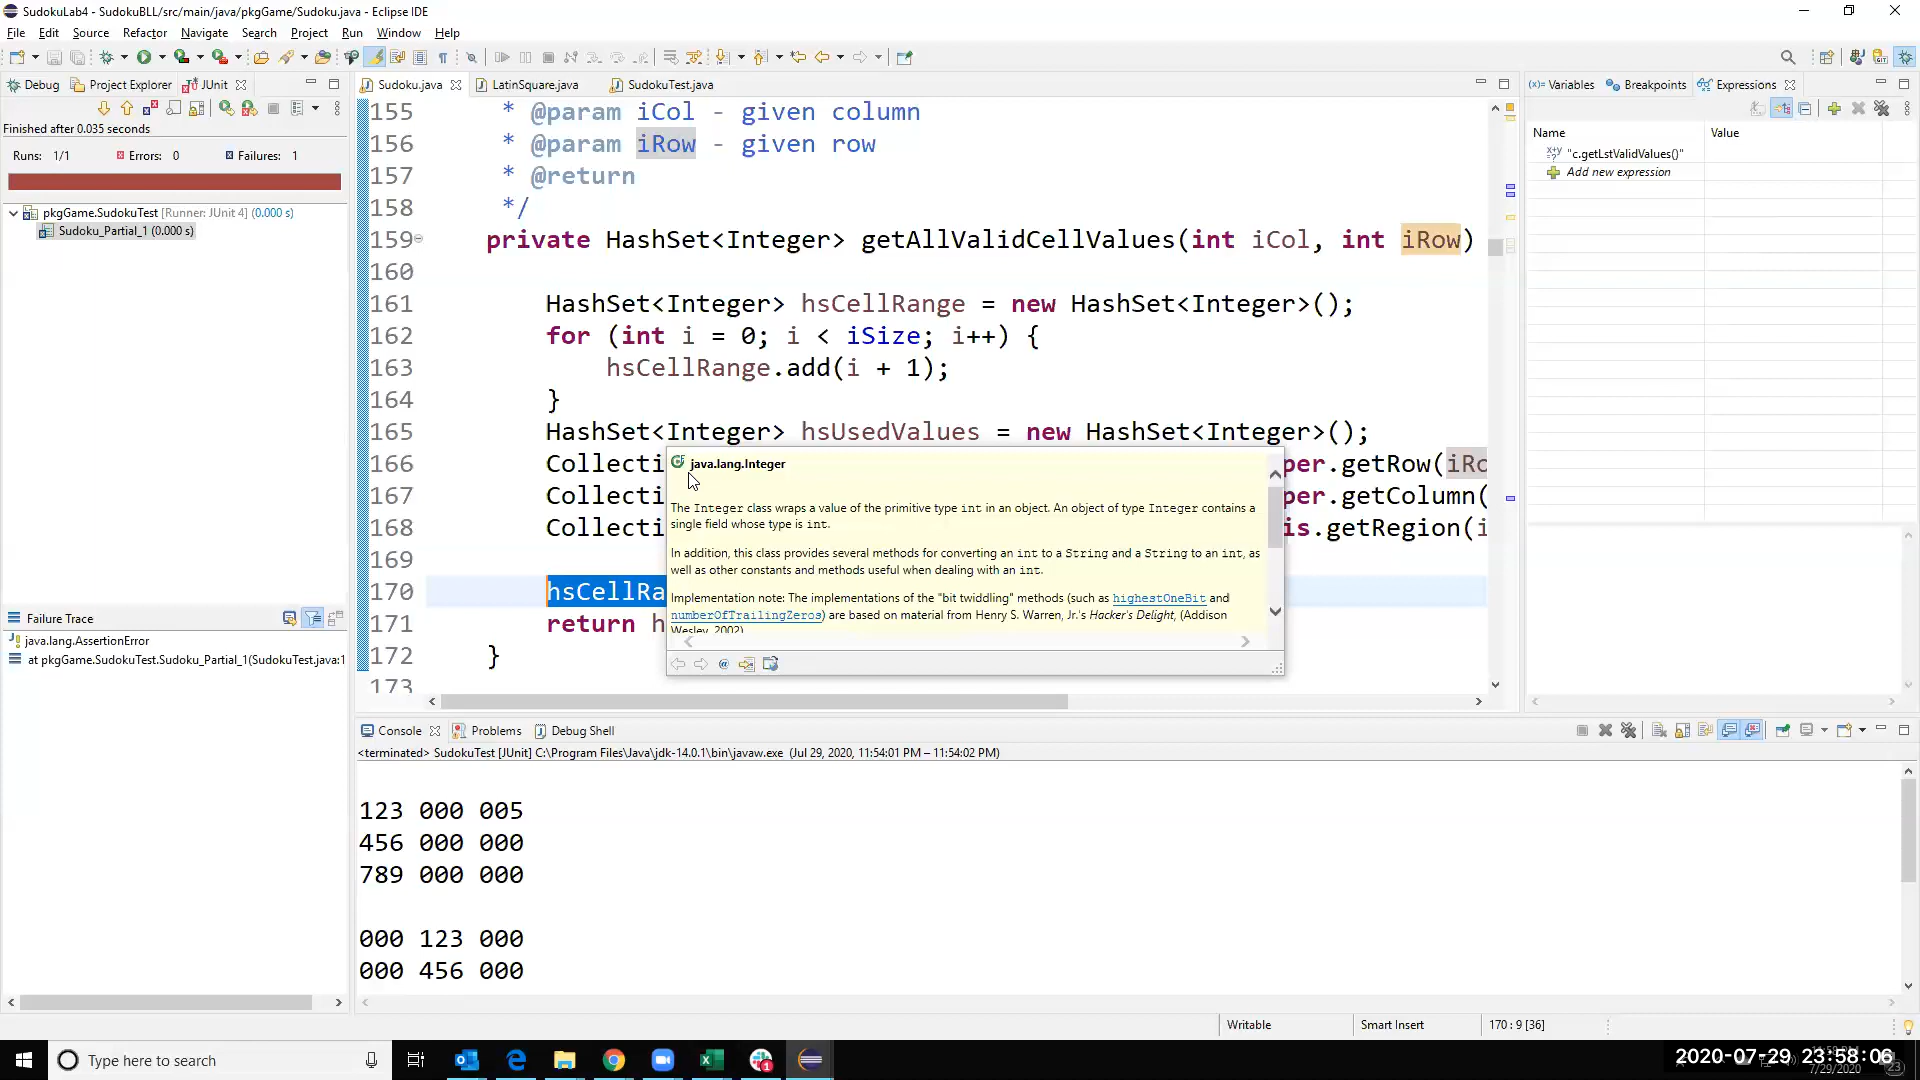 SudokuLab4 - SudokuBLL/src/main/java/pkgGame/Sudoku.java - Eclipse IDE
File Edit Source Refactor Navigate Search Project Run Window Help
Debug Project Explorer JUnit
Finished after 0.035 seconds
Runs: 1/1 Errors: 0 Failures: 1
pkgGame.SudokuTest [Runner: JUnit 4] (0.000 s)
Sudoku_Partial_1 (0.000 s)
Failure Trace
java.lang.AssertionError
at pkgGame.SudokuTest.Sudoku_Partial_1(SudokuTest.java:1
Sudoku.java LatinSquare.java SudokuTest.java
155 * @param iCol - given column
156 * @param iRow - given row
157 * @return
158 */
159 private HashSet<Integer> getAllValidCellValues(int iCol, int iRow)
160
161 HashSet<Integer> hsCellRange = new HashSet<Integer>();
162 for (int i = 0; i < iSize; i++) {
163 hsCellRange.add(i + 1);
164 }
165 HashSet<Integer> hsUsedValues = new HashSet<Integer>();
166 Collecti per.getRow(iRo
167 Collecti per.getColumn(
168 Collecti is.getRegion(i
169
170 hsCellRa
171 return h
172 }
173
java.lang.Integer
The Integer class wraps a value of the primitive type int in an object. An object of type Integer contains a
single field whose type is int.
In addition, this class provides several methods for converting an int to a String and a String to an int, as
well as other constants and methods useful when dealing with an int.
Implementation note: The implementations of the "bit twiddling" methods (such as highestOneBit and
numberOfTrailingZeros) are based on material from Henry S. Warren, Jr.'s Hacker's Delight, (Addison
Wesley, 2002)
Variables Breakpoints Expressions
Name Value
"c.getLstValidValues()"
Add new expression
Console Problems Debug Shell
<terminated> SudokuTest [JUnit] C:\Program Files\Java\jdk-14.0.1\bin\javaw.exe (Jul 29, 2020, 11:54:01 PM – 11:54:02 PM)
123 000 005
456 000 000
789 000 000
000 123 000
000 456 000
Writable Smart Insert 170 : 9 [36]
Type here to search
2020-07-29 23:58:06
7/29/2020
23